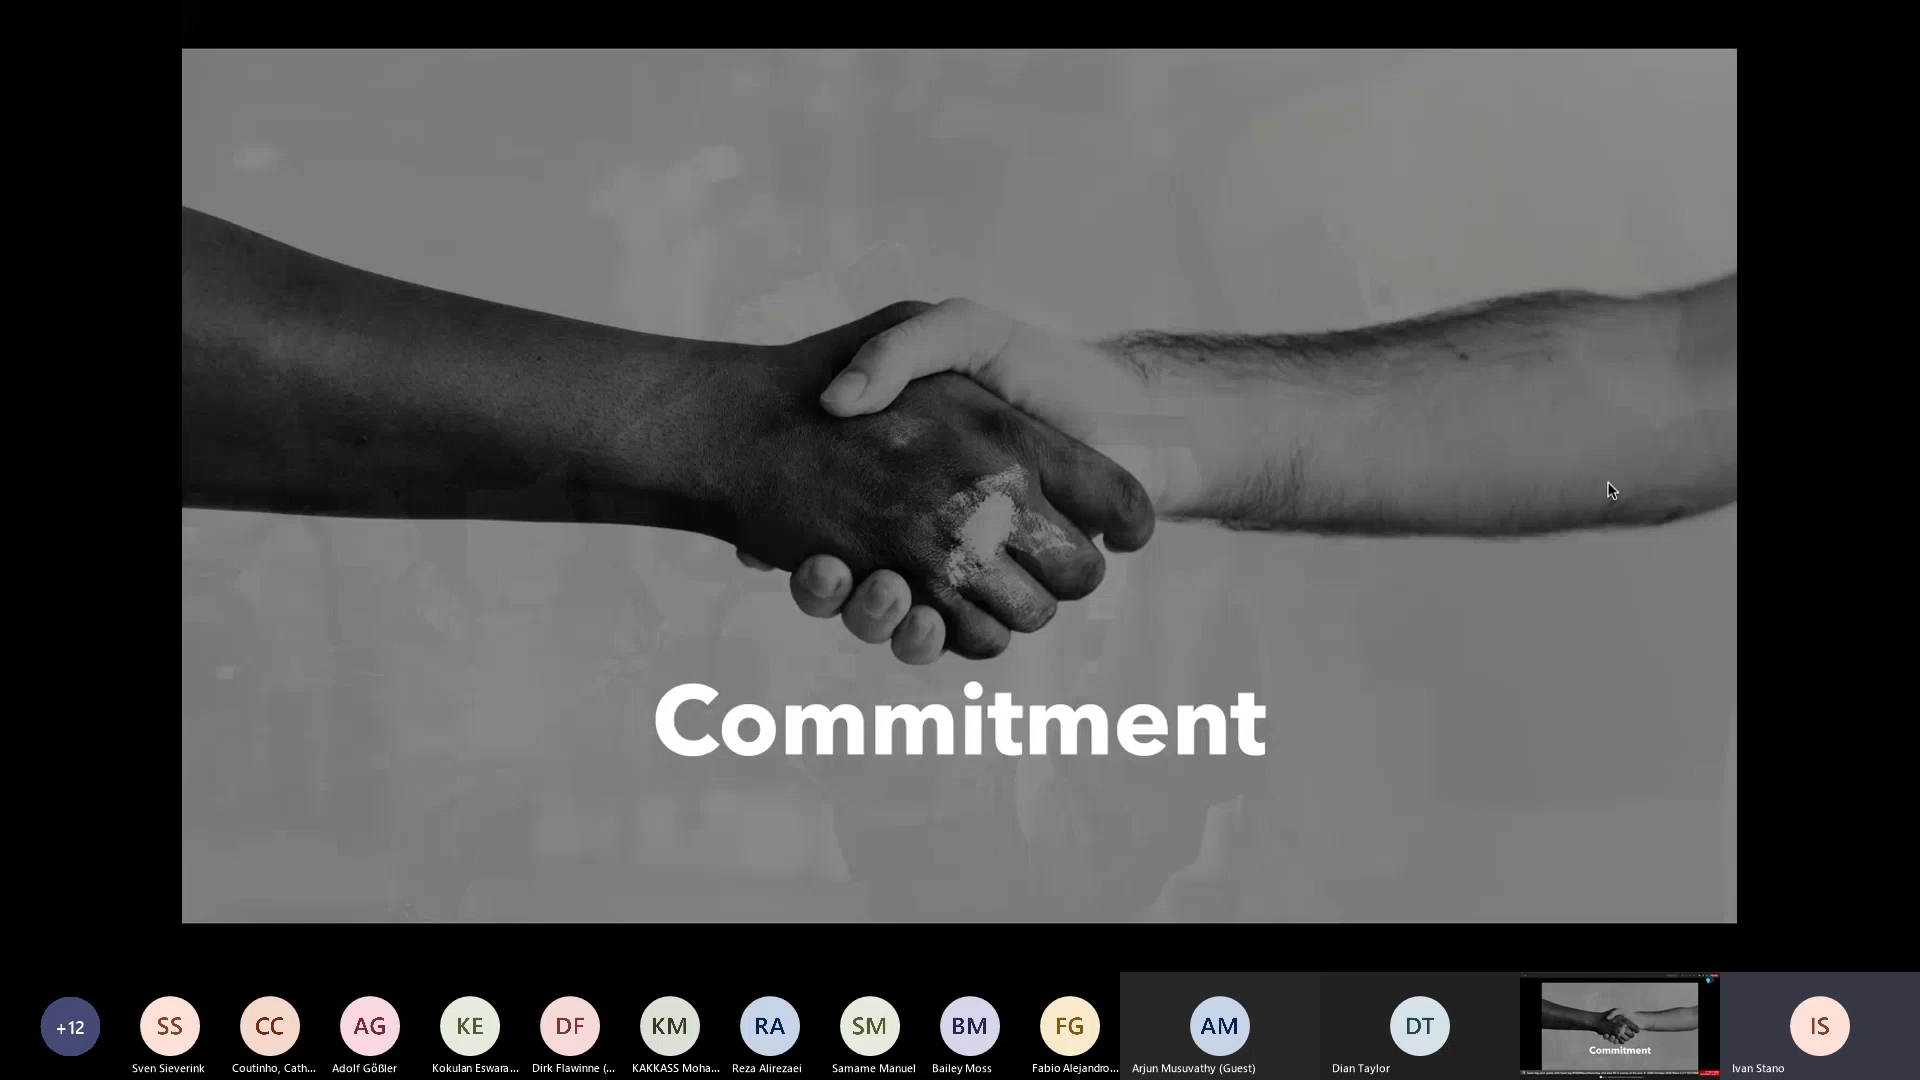 Commitment
+12
SS
CC
AG
KE
DF
KM
RA
SM
BM
FG
AM
DT
Commitment
IS
Sven Sieverink
Coutinho, Cath...
Adolf Gößler
Kokulan Eswara...
Dirk Flawinne (...
KAKKASS Moha...
Reza Alirezaei
Samame Manuel
Bailey Moss
Fabio Alejandro...
Arjun Musuvathy (Guest)
Dian Taylor
Ivan Stano